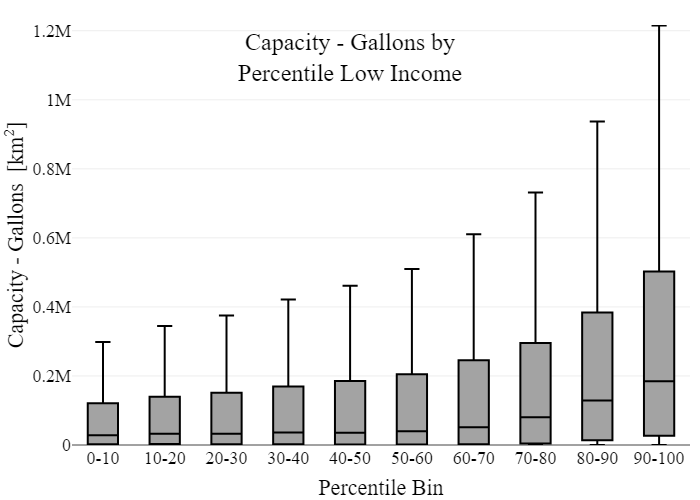 Capacity - Gallons by
Percentile Low Income
Capacity - Gallons [km²]
1.2M
1M
0.8M
0.6M
0.4M
0.2M
0
0-10 10-20 20-30 30-40 40-50 50-60 60-70 70-80 80-90 90-100
Percentile Bin